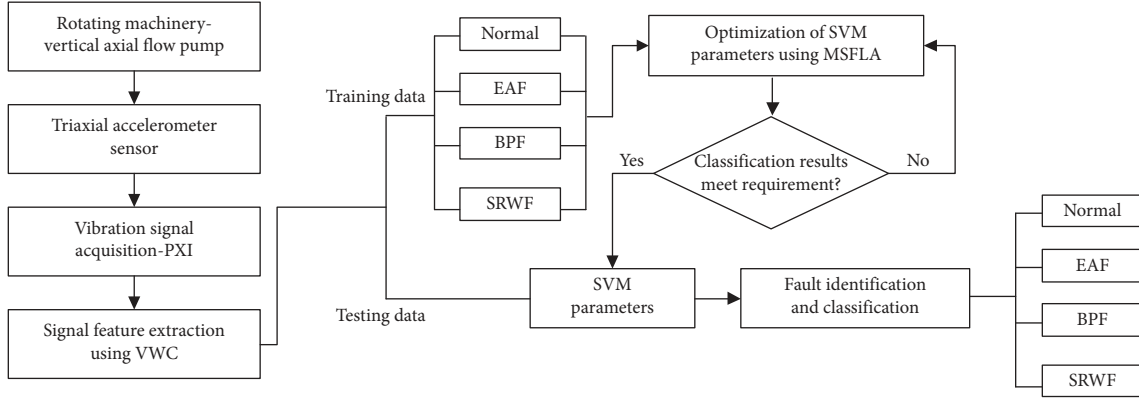 Rotating machinery-
vertical axial flow pump
Triaxial accelerometer
sensor
Vibration signal
acquisition-PXI
Signal feature extraction
using VWC
Training data
Testing data
Normal
EAF
BPF
SRWF
Optimization of SVM
parameters using MSFLA
Yes
Classification results
meet requirement?
No
SVM
parameters
Fault identification
and classification
Normal
EAF
BPF
SRWF